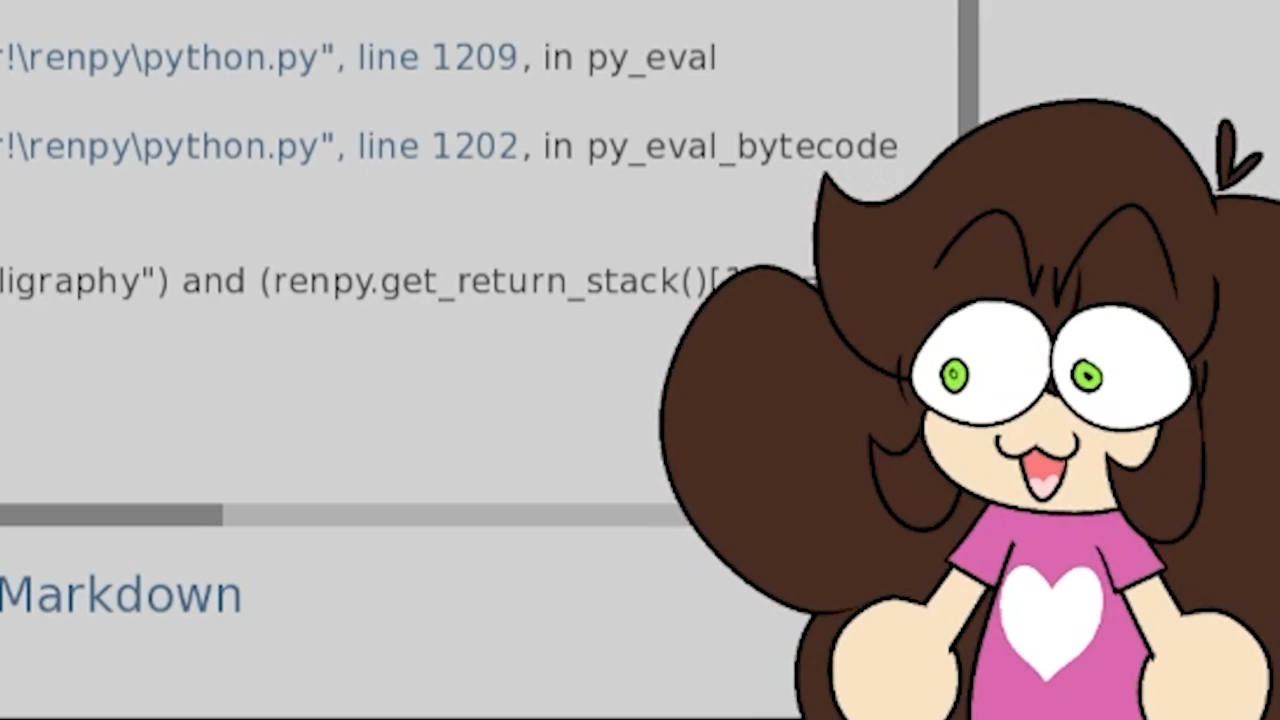 r!\renpy\python.py", line 1209, in py_eval
r!\renpy\python.py", line 1202, in py_eval_bytecode
ligraphy") and (renpy.get_return_stack()[
Markdown